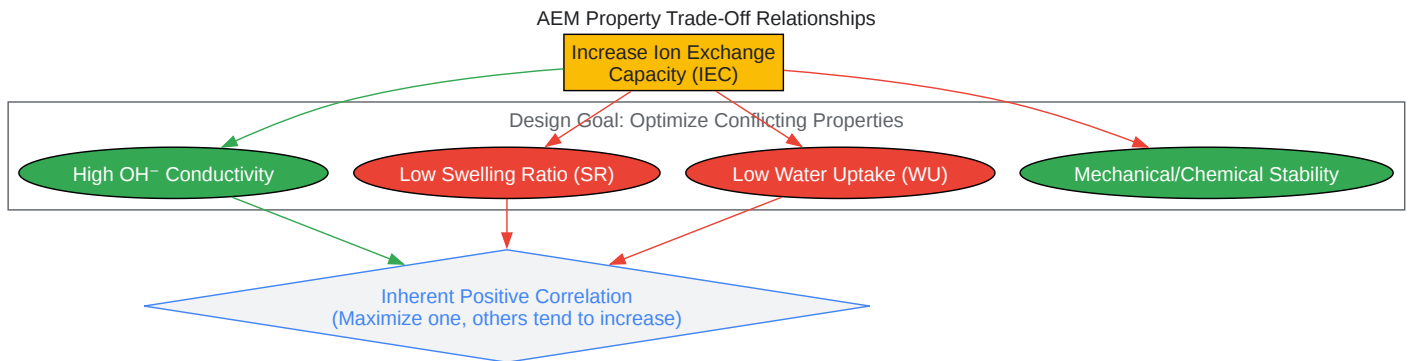 AEM Property Trade-Off Relationships
Increase Ion Exchange
Capacity (IEC)
Design Goal: Optimize Conflicting Properties
High OH⁻ Conductivity
Low Swelling Ratio (SR)
Low Water Uptake (WU)
Mechanical/Chemical Stability
Inherent Positive Correlation
(Maximize one, others tend to increase)